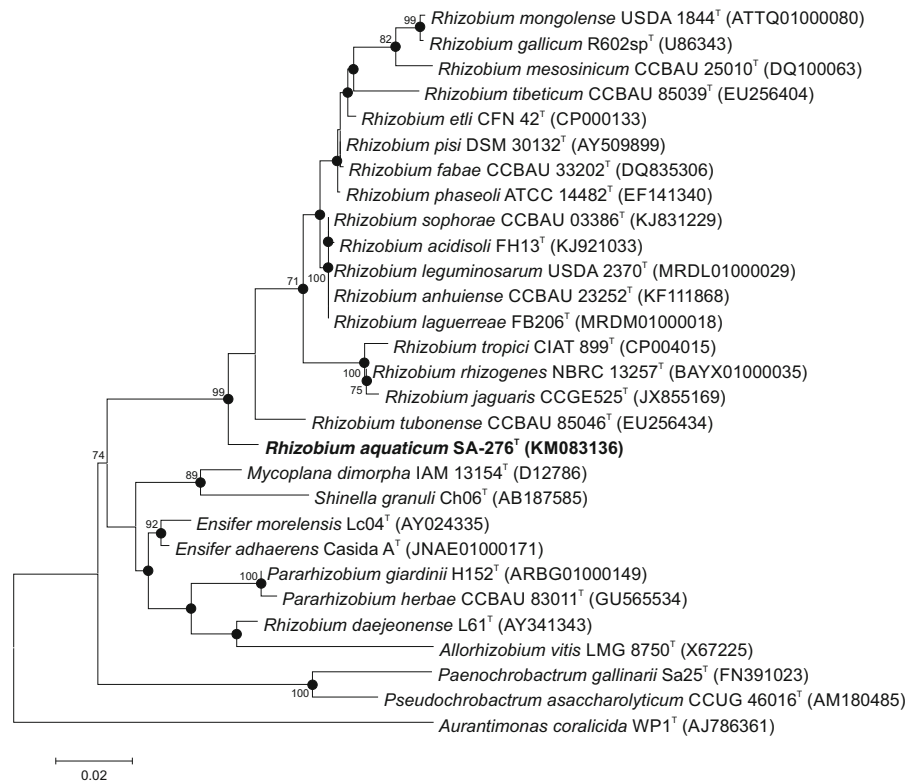 99
Rhizobium mongolense USDA 1844ᵀ (ATTQ01000080)
Rhizobium gallicum R602spᵀ (U86343)
82
Rhizobium mesosinicum CCBAU 25010ᵀ (DQ100063)
Rhizobium tibeticum CCBAU 85039ᵀ (EU256404)
Rhizobium etli CFN 42ᵀ (CP000133)
Rhizobium pisi DSM 30132ᵀ (AY509899)
Rhizobium fabae CCBAU 33202ᵀ (DQ835306)
Rhizobium phaseoli ATCC 14482ᵀ (EF141340)
Rhizobium sophorae CCBAU 03386ᵀ (KJ831229)
Rhizobium acidisoli FH13ᵀ (KJ921033)
71
100
Rhizobium leguminosarum USDA 2370ᵀ (MRDL01000029)
Rhizobium anhuiense CCBAU 23252ᵀ (KF111868)
Rhizobium laguerreae FB206ᵀ (MRDM01000018)
Rhizobium tropici CIAT 899ᵀ (CP004015)
100
Rhizobium rhizogenes NBRC 13257ᵀ (BAYX01000035)
75
Rhizobium jaguaris CCGE525ᵀ (JX855169)
99
Rhizobium tubonense CCBAU 85046ᵀ (EU256434)
Rhizobium aquaticum SA-276ᵀ (KM083136)
74
Mycoplana dimorpha IAM 13154ᵀ (D12786)
89
Shinella granuli Ch06ᵀ (AB187585)
Ensifer morelensis Lc04ᵀ (AY024335)
92
Ensifer adhaerens Casida Aᵀ (JNAE01000171)
Pararhizobium giardinii H152ᵀ (ARBG01000149)
100
Pararhizobium herbae CCBAU 83011ᵀ (GU565534)
Rhizobium daejeonense L61ᵀ (AY341343)
Allorhizobium vitis LMG 8750ᵀ (X67225)
Paenochrobactrum gallinarii Sa25ᵀ (FN391023)
100
Pseudochrobactrum asaccharolyticum CCUG 46016ᵀ (AM180485)
Aurantimonas coralicida WP1ᵀ (AJ786361)
0.02